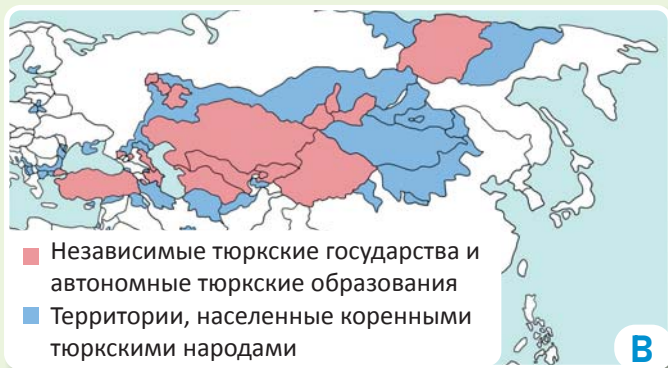 Независимые тюркские государства и
автономные тюркские образования
Территории, населенные коренными
тюркскими народами
B